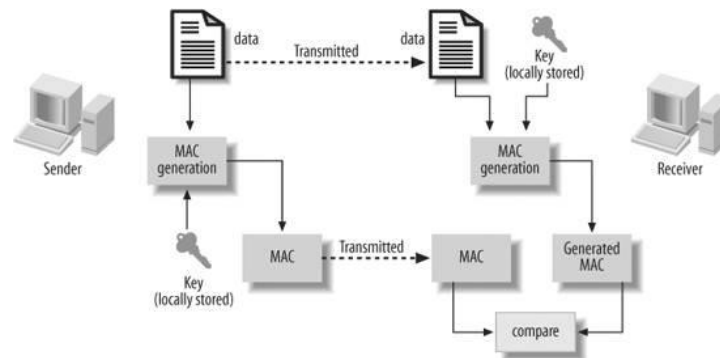 data
Transmitted
data
Key
(locally stored)
Sender
MAC
generation
MAC
generation
Receiver
Key
(locally stored)
MAC
Transmitted
MAC
Generated
MAC
compare